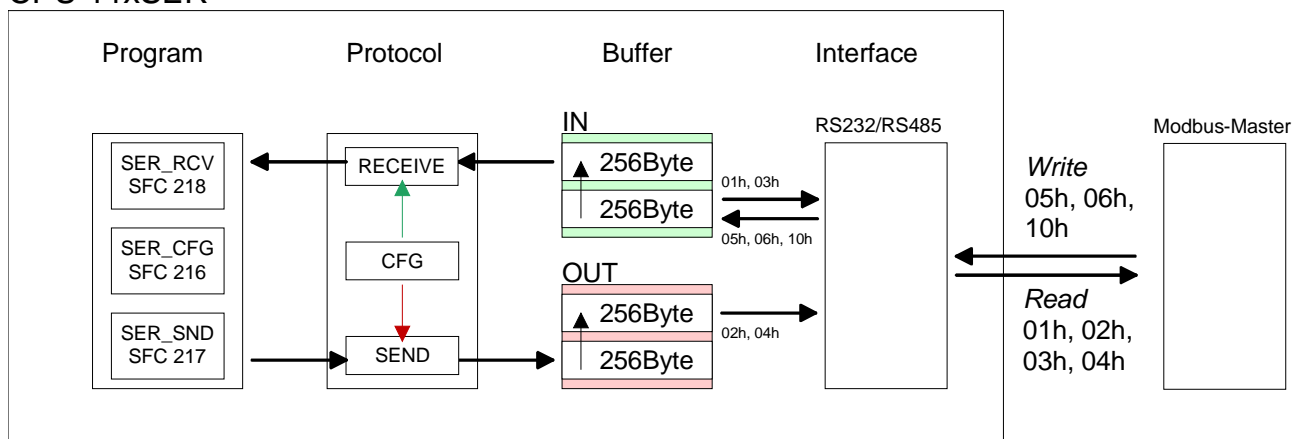 Program
Protocol
Buffer
Interface
SER_RCV
SFC 218
SER_CFG
SFC 216
SER_SND
SFC 217
RECEIVE
CFG
SEND
IN
256Byte
256Byte
OUT
256Byte
256Byte
01h, 03h
05h, 06h, 10h
02h, 04h
RS232/RS485
Write
05h, 06h,
10h
Read
01h, 02h,
03h, 04h
Modbus-Master